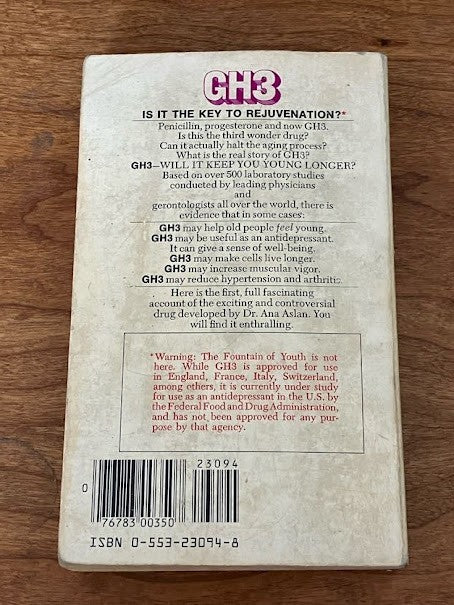 GH3
IS IT THE KEY TO REJUVENATION?*
Penicillin, progesterone and now GH3.
Is this the third wonder drug?
Can it actually halt the aging process?
What is the real story of GH3?
GH3—WILL IT KEEP YOU YOUNG LONGER?
Based on over 500 laboratory studies
conducted by leading physicians
and
gerontologists all over the world, there is
evidence that in some cases:
GH3 may help old people feel young.
GH3 may be useful as an antidepressant.
It can give a sense of well-being.
GH3 may make cells live longer.
GH3 may increase muscular vigor.
GH3 may reduce hypertension and arthritis.
Here is the first, full fascinating
account of the exciting and controversial
drug developed by Dr. Ana Aslan. You
will find it enthralling.
*Warning: The Fountain of Youth is not
here. While GH3 is approved for use
in England, France, Italy, Switzerland,
among others, it is currently under study
for use as an antidepressant in the U.S. by
the Federal Food and Drug Administration,
and has not been approved for any pur-
pose by that agency.
23094
0
76783 00350
ISBN 0-553-23094-8